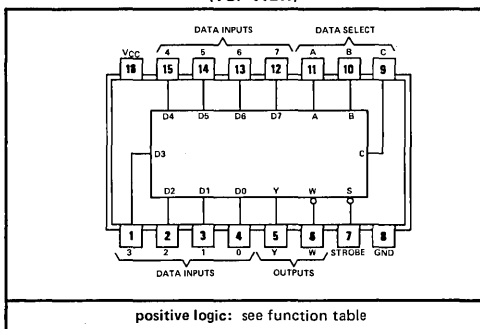 DATA INPUTS DATA SELECT
VCC 4 5 6 7 A B C
16 15 14 13 12 11 10 9
D4 D5 D6 D7 A B
D3 C
D2 D1 D0 Y W S
1 2 3 4 5 6 7 8
3 2 1 0 Y W STROBE GND
DATA INPUTS OUTPUTS
positive logic: see function table